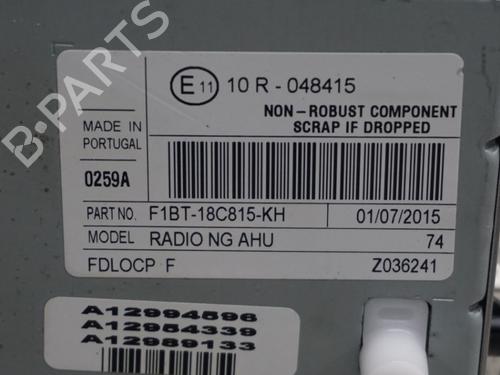 E 11 10 R - 048415
NON-ROBUST COMPONENT
SCRAP IF DROPPED
MADE IN
PORTUGAL
0259A
PART NO. F1BT-18C815-KH 01/07/2015
MODEL RADIO NG AHU 74
FDLOCP F Z036241
A12994596
A12954339
A12989133
B-PARTS